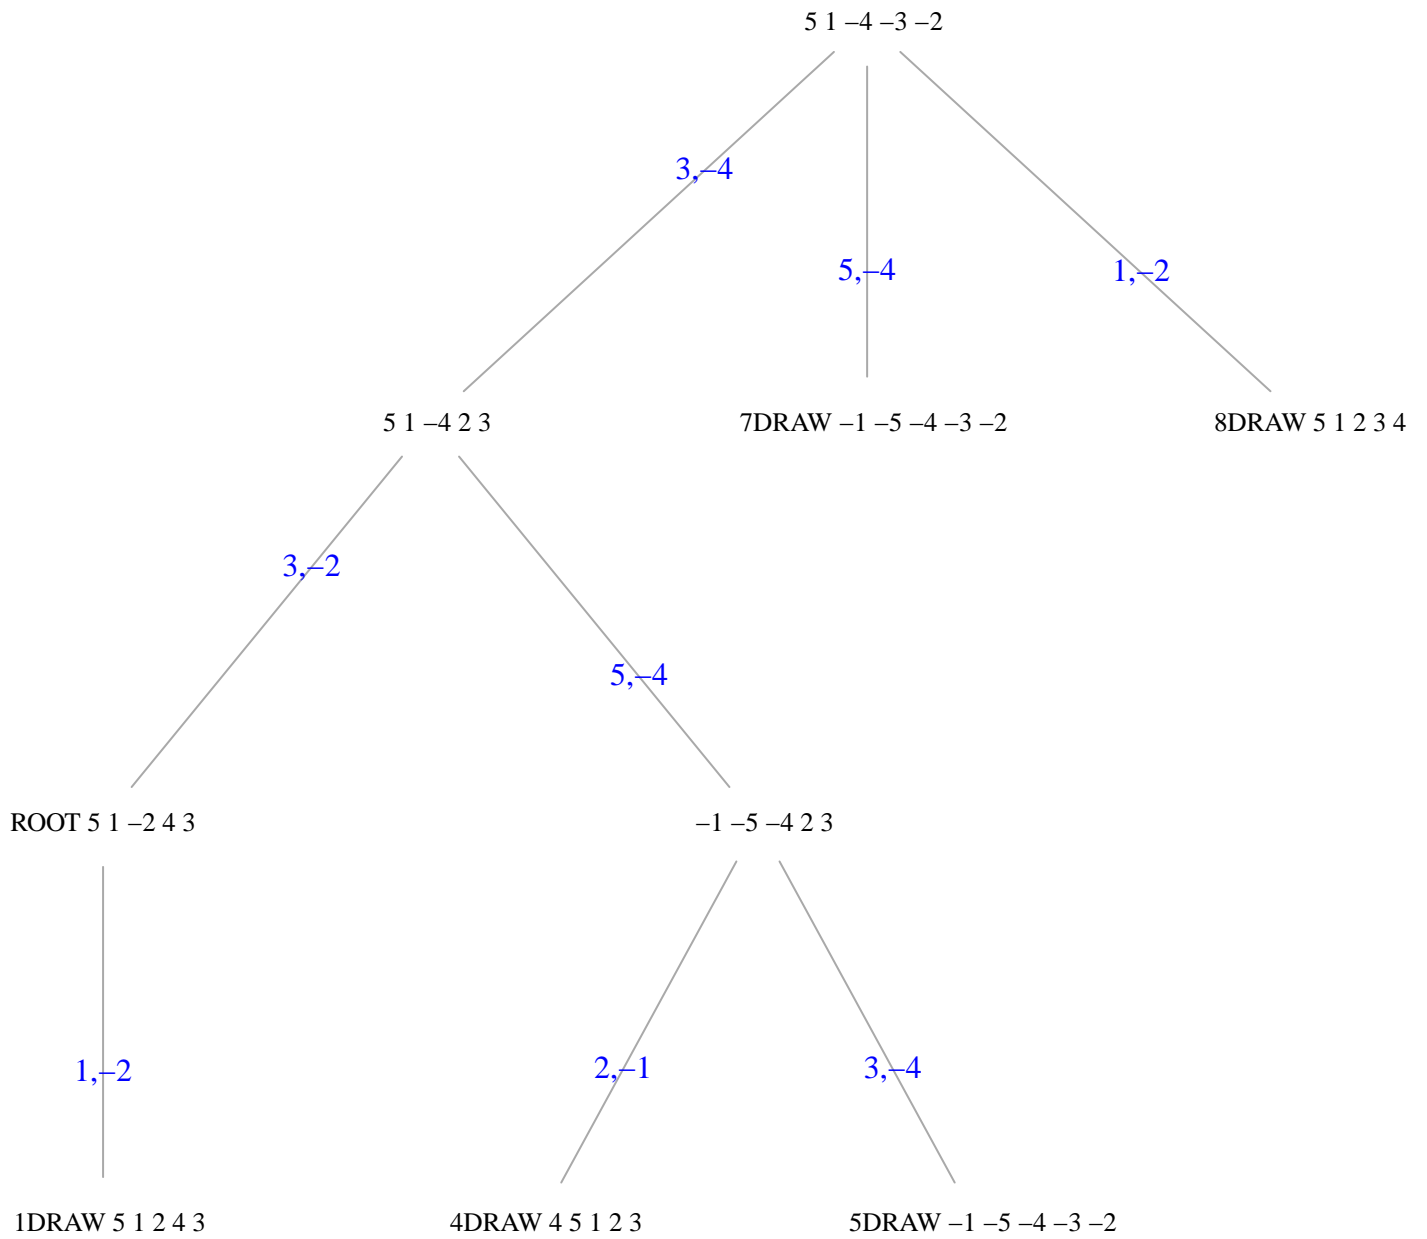 5 1 –4 –3 –2
3,–4
5,–4
1,–2
5 1 –4 2 3
7DRAW –1 –5 –4 –3 –2
8DRAW 5 1 2 3 4
3,–2
5,–4
ROOT 5 1 –2 4 3
–1 –5 –4 2 3
1,–2
2,–1
3,–4
1DRAW 5 1 2 4 3
4DRAW 4 5 1 2 3
5DRAW –1 –5 –4 –3 –2